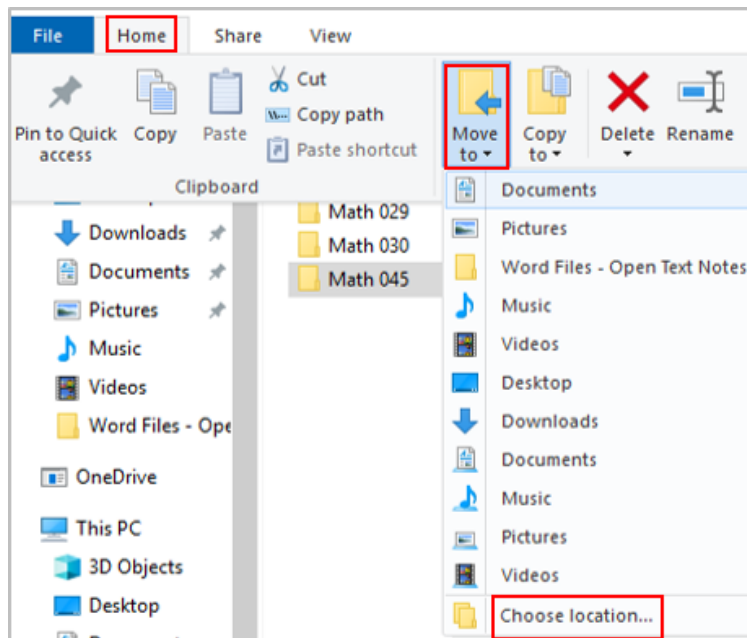 File Home Share View
Cut
Copy path
Paste shortcut
Pin to Quick access
Copy
Paste
Move to
Copy to
Delete
Rename
Clipboard
Downloads
Documents
Pictures
Music
Videos
Word Files - Ope
OneDrive
This PC
3D Objects
Desktop
Math 029
Math 030
Math 045
Documents
Pictures
Word Files - Open Text Notes
Music
Videos
Desktop
Downloads
Documents
Music
Pictures
Videos
Choose location...